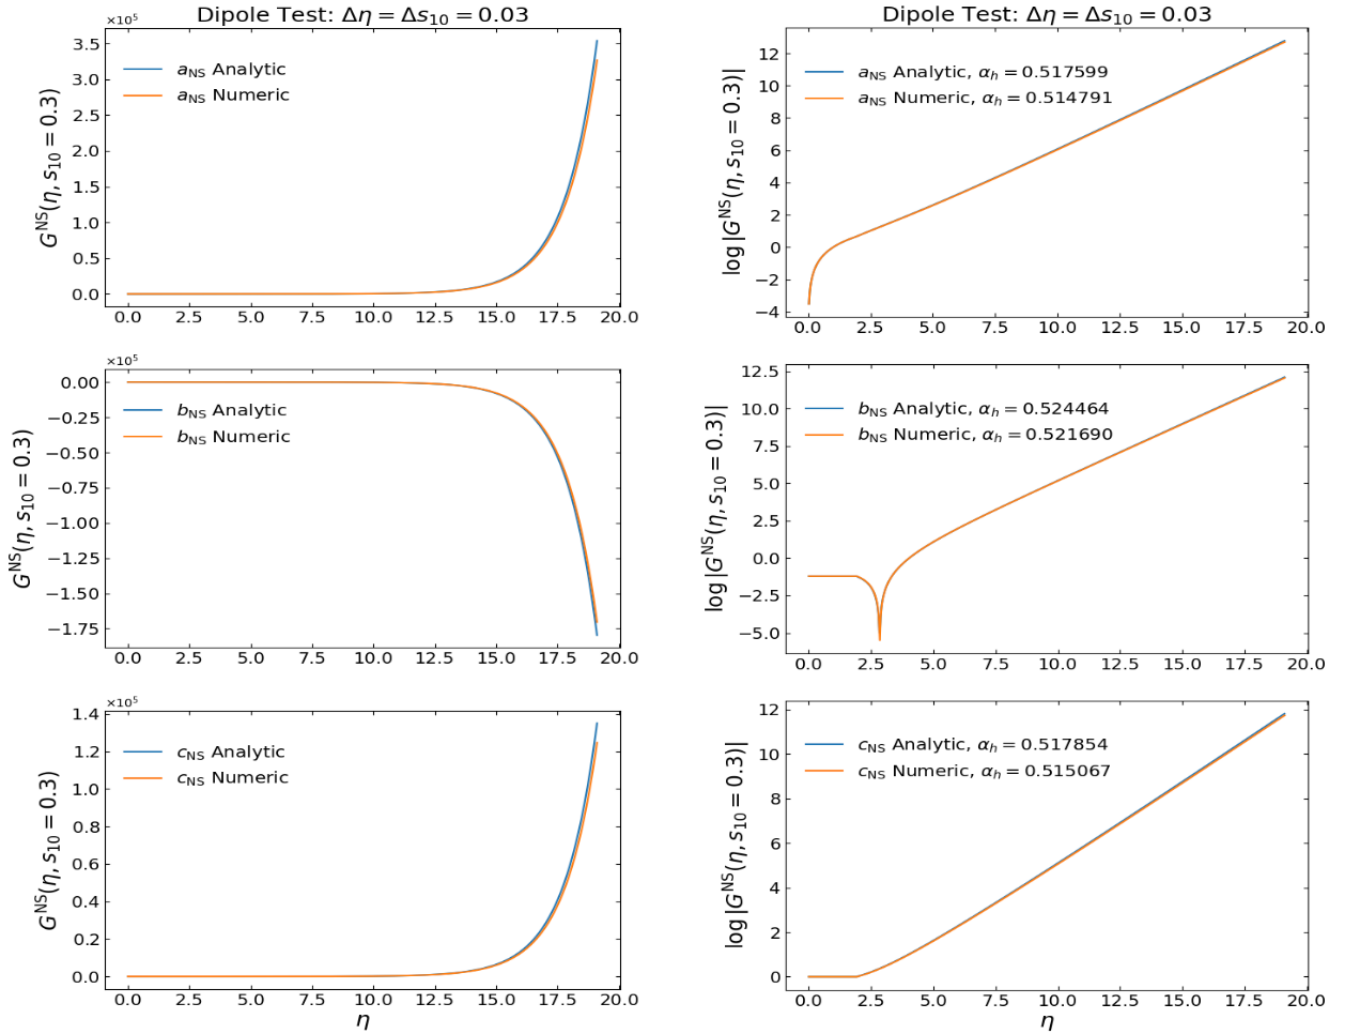 Dipole Test: Δη = Δs₁₀ = 0.03
×10⁵
3.5
3.0
2.5
2.0
1.5
1.0
0.5
0.0
G^NS(η, s₁₀ = 0.3)
a_NS Analytic
a_NS Numeric
0.0 2.5 5.0 7.5 10.0 12.5 15.0 17.5 20.0
Dipole Test: Δη = Δs₁₀ = 0.03
12
10
8
6
4
2
0
−2
−4
log |G^NS(η, s₁₀ = 0.3)|
a_NS Analytic, α_h = 0.517599
a_NS Numeric, α_h = 0.514791
0.0 2.5 5.0 7.5 10.0 12.5 15.0 17.5 20.0
×10⁵
0.00
−0.25
−0.50
−0.75
−1.00
−1.25
−1.50
−1.75
G^NS(η, s₁₀ = 0.3)
b_NS Analytic
b_NS Numeric
0.0 2.5 5.0 7.5 10.0 12.5 15.0 17.5 20.0
12.5
10.0
7.5
5.0
2.5
0.0
−2.5
−5.0
log |G^NS(η, s₁₀ = 0.3)|
b_NS Analytic, α_h = 0.524464
b_NS Numeric, α_h = 0.521690
0.0 2.5 5.0 7.5 10.0 12.5 15.0 17.5 20.0
×10⁵
1.4
1.2
1.0
0.8
0.6
0.4
0.2
0.0
G^NS(η, s₁₀ = 0.3)
c_NS Analytic
c_NS Numeric
0.0 2.5 5.0 7.5 10.0 12.5 15.0 17.5 20.0
η
12
10
8
6
4
2
0
log |G^NS(η, s₁₀ = 0.3)|
c_NS Analytic, α_h = 0.517854
c_NS Numeric, α_h = 0.515067
0.0 2.5 5.0 7.5 10.0 12.5 15.0 17.5 20.0
η